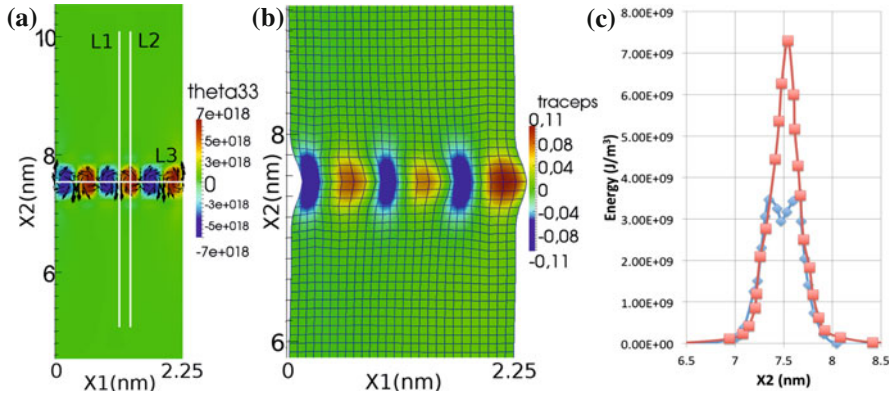 (a)
10
8
6
X2(nm)
0
2.25
X1(nm)
L1
L2
L3
theta33
7e+018
5e+018
3e+018
0
-3e+018
-5e+018
-7e+018
(b)
8
6
X2(nm)
0
2.25
X1(nm)
traceps
0,11
0.08
0.04
0
-0.04
-0.08
-0,11
(c)
8.00E+09
7.00E+09
6.00E+09
5.00E+09
4.00E+09
3.00E+09
2.00E+09
1.00E+09
0.00E+00
Energy (J/m³)
6.5
7
7.5
8
8.5
X2 (nm)